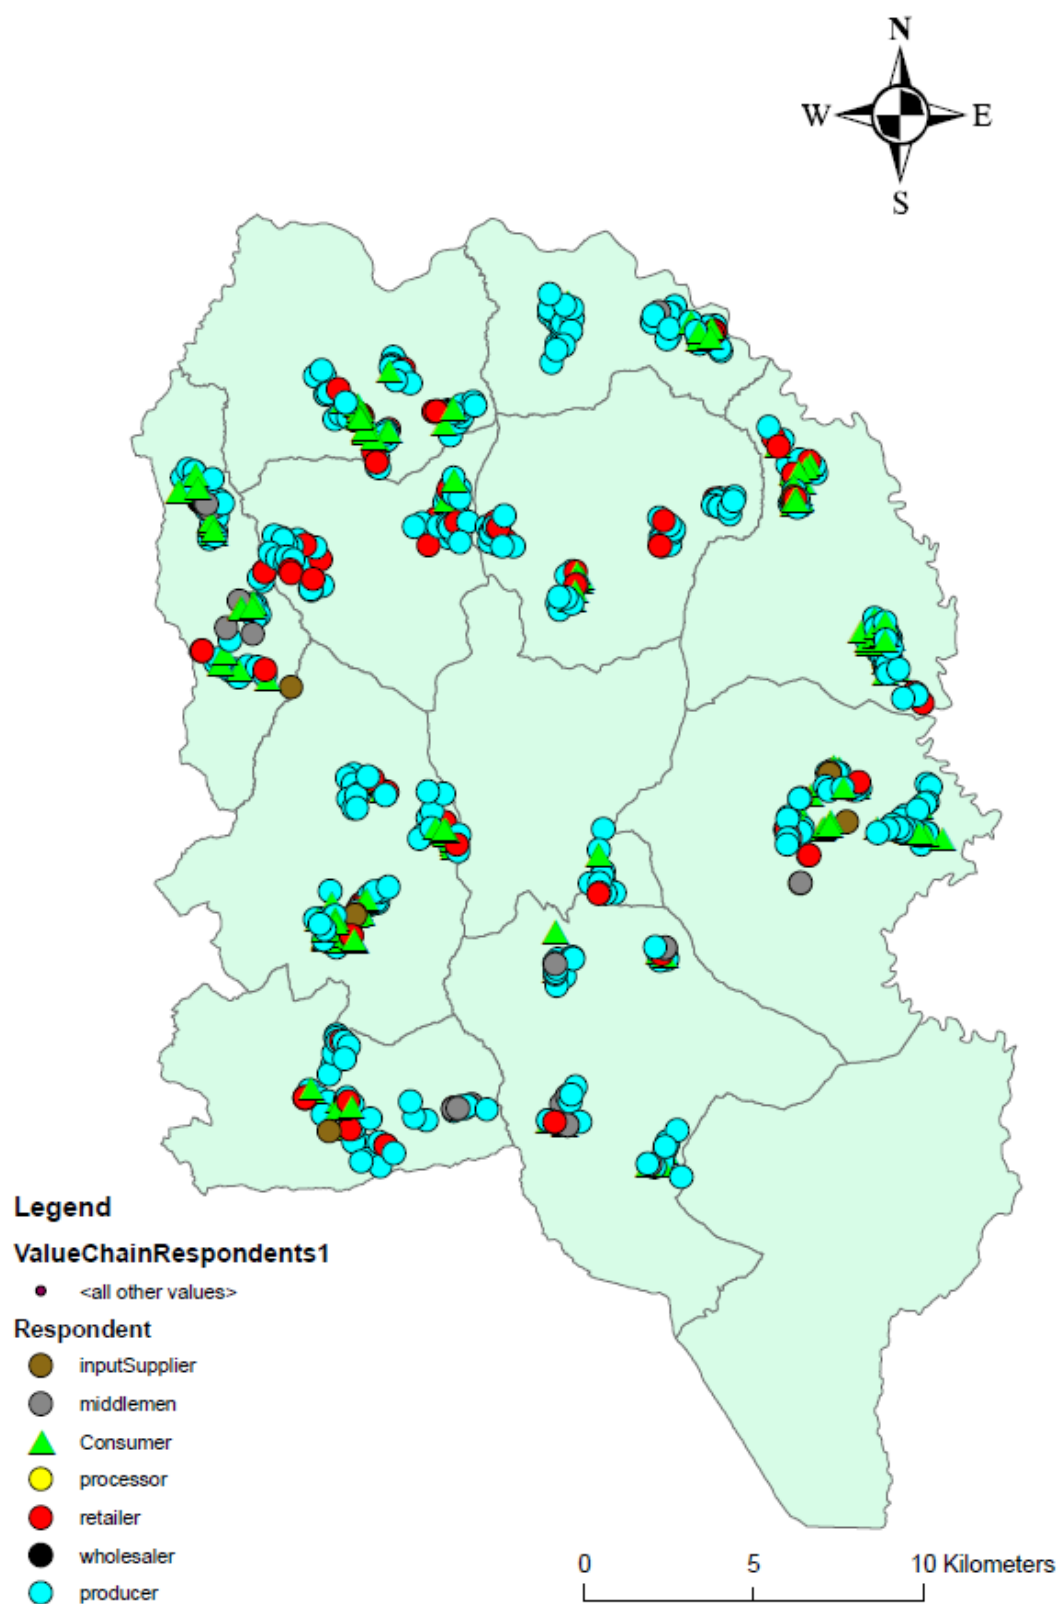 N
W E
S
Legend
ValueChainRespondents1
<all other values>
Respondent
inputSupplier
middlemen
Consumer
processor
retailer
wholesaler
producer
0 5 10 Kilometers